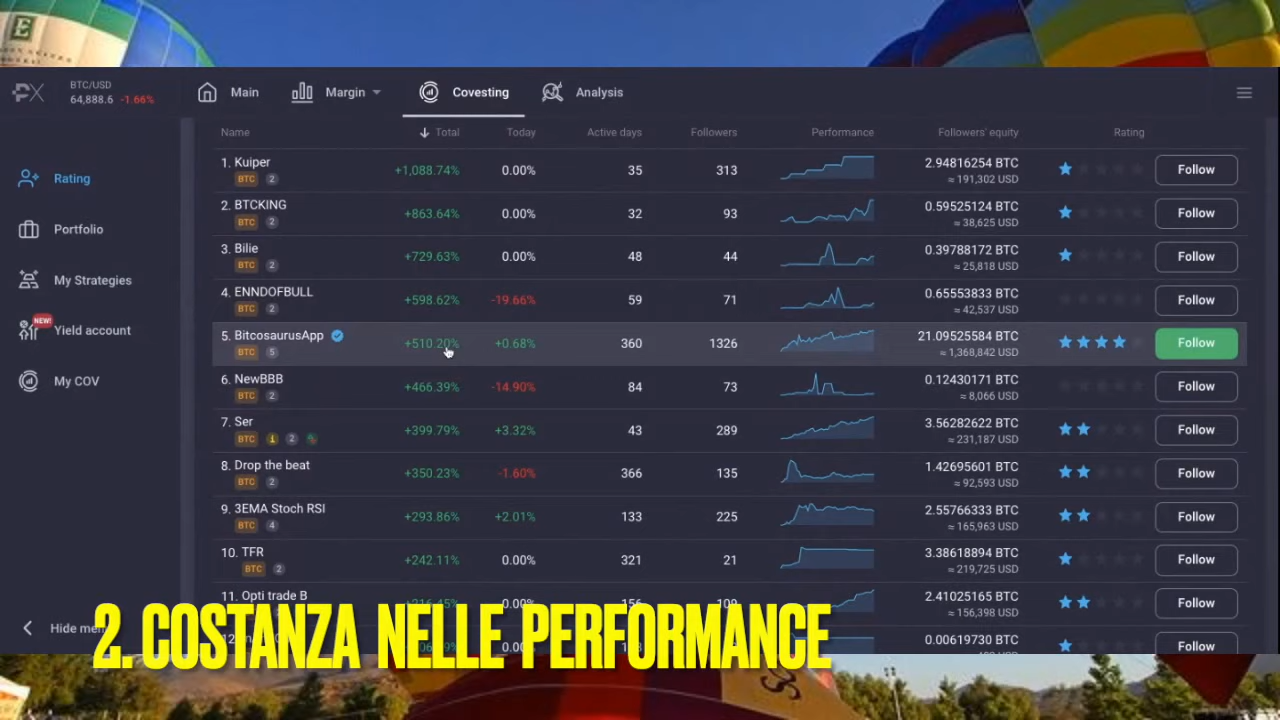 E
PX
BTC/USD
64,888.6 -1.66%
Main
Margin
Covesting
Analysis
Rating
Portfolio
My Strategies
NEW!
Yield account
My COV
Name Total Today Active days Followers Performance Followers' equity Rating
1. Kuiper +1,088.74% 0.00% 35 313 2.94816254 BTC Follow
BTC 2 ≈ 191,302 USD
2. BTCKING +863.64% 0.00% 32 93 0.59525124 BTC Follow
BTC 2 ≈ 38,625 USD
3. Bilie +729.63% 0.00% 48 44 0.39788172 BTC Follow
BTC 2 ≈ 25,818 USD
4. ENNDOFBULL +598.62% -19.66% 59 71 0.65553833 BTC Follow
BTC 2 ≈ 42,537 USD
5. BitcosaurusApp +510.20% +0.68% 360 1326 21.09525584 BTC Follow
BTC 5 ≈ 1,368,842 USD
6. NewBBB +466.39% -14.90% 84 73 0.12430171 BTC Follow
BTC 2 ≈ 8,066 USD
7. Ser +399.79% +3.32% 43 289 3.56282622 BTC Follow
BTC 2 ≈ 231,187 USD
8. Drop the beat +350.23% -1.60% 366 135 1.42695601 BTC Follow
BTC 2 ≈ 92,593 USD
9. 3EMA Stoch RSI +293.86% +2.01% 133 225 2.55766333 BTC Follow
BTC 4 ≈ 165,963 USD
10. TFR +242.11% 0.00% 321 21 3.38618894 BTC Follow
BTC 2 ≈ 219,725 USD
11. Opti trade B 2.41025165 BTC Follow
≈ 156,398 USD
0.00619730 BTC Follow
Hide
2. COSTANZA NELLE PERFORMANCE